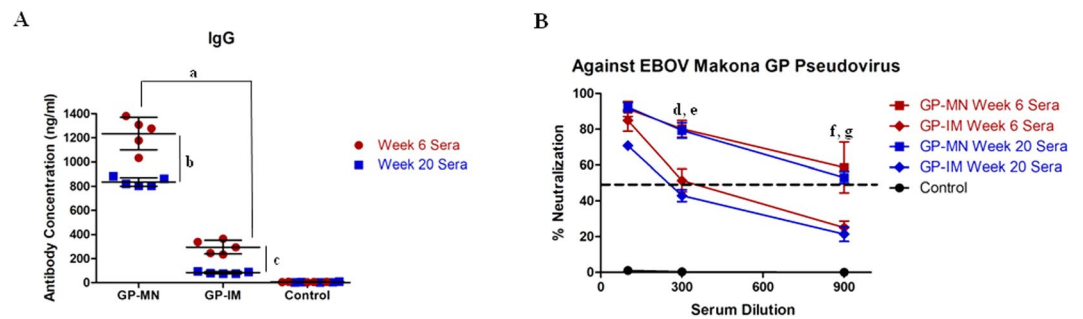 A
IgG
a
Antibody Concentration (ng/ml)
1400
1200
1000
800
600
400
200
0
b
c
GP-MN
GP-IM
Control
Week 6 Sera
Week 20 Sera
B
Against EBOV Makona GP Pseudovirus
% Neutralization
100
80
60
40
20
0
d, e
f, g
0
300
600
900
Serum Dilution
GP-MN Week 6 Sera
GP-IM Week 6 Sera
GP-MN Week 20 Sera
GP-IM Week 20 Sera
Control